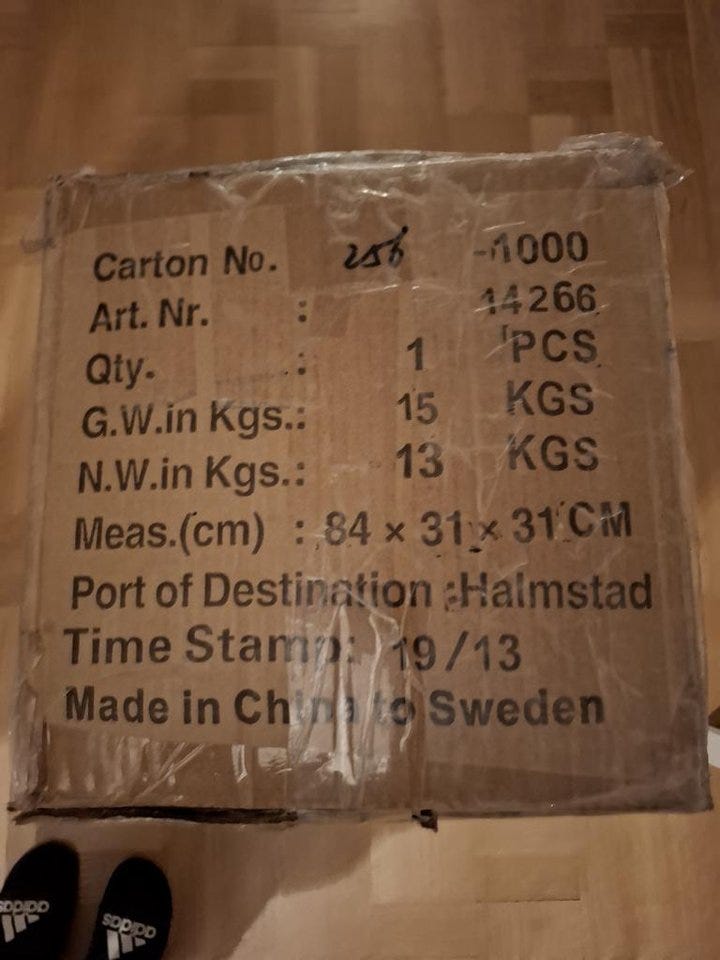 Carton No. 256 -1000
Art. Nr. : 14266
Qty. : 1 PCS
G.W.in Kgs.: 15 KGS
N.W.in Kgs.: 13 KGS
Meas.(cm) : 84 × 31 × 31 CM
Port of Destination :Halmstad
Time Stamp: 19/13
Made in China to Sweden
adidas
adidas